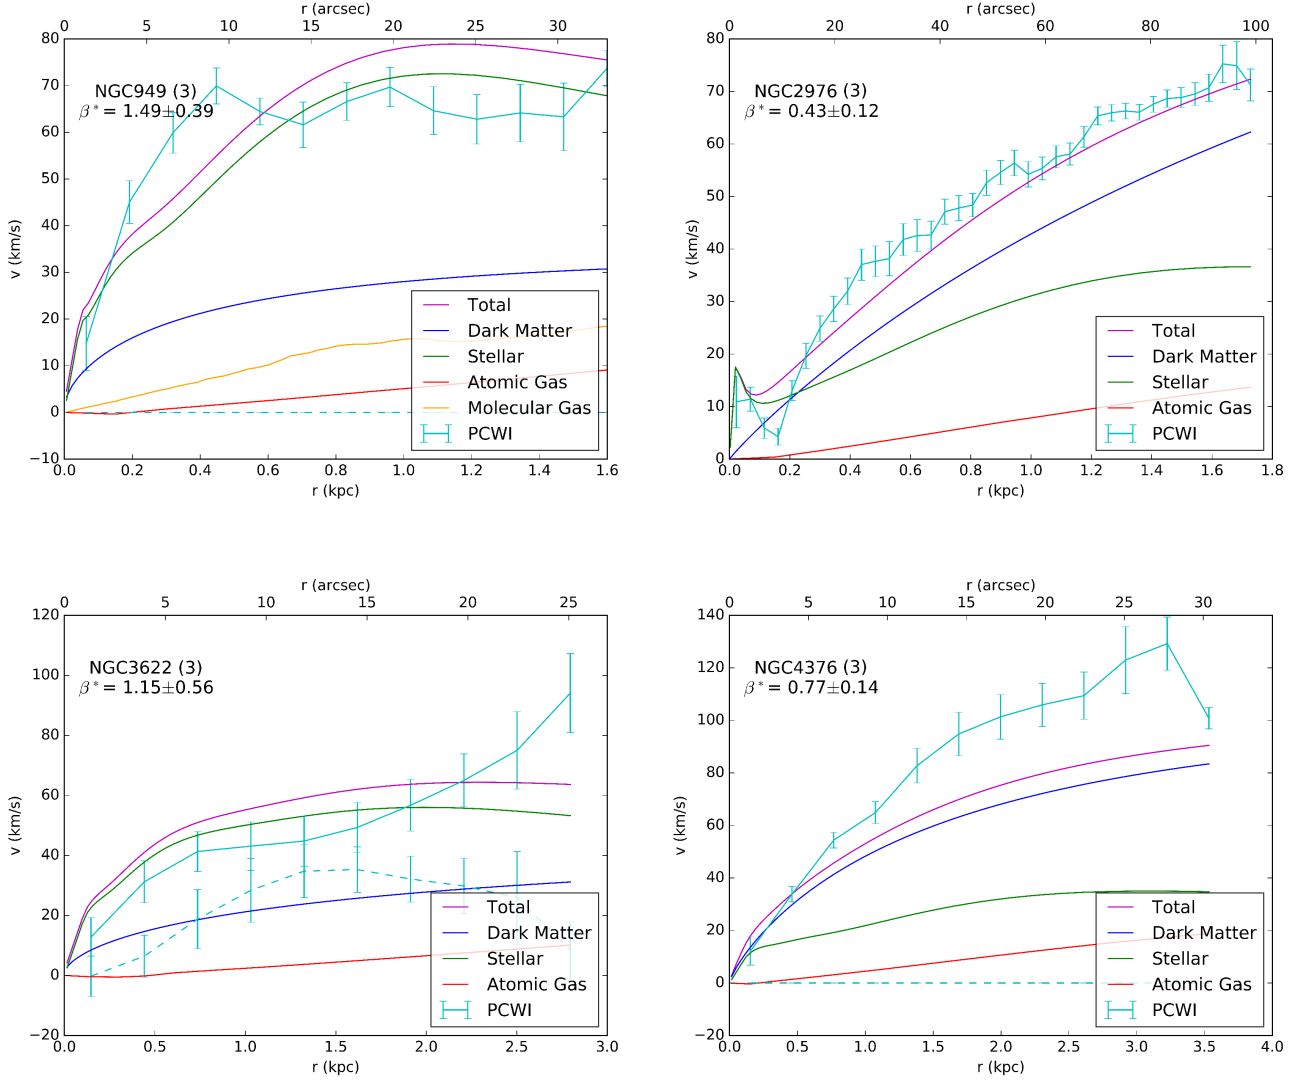 r (arcsec)
0 5 10 15 20 25 30
80
70
60
50
40
30
20
10
0
−10
v (km/s)
NGC949 (3)
β*= 1.49±0.39
Total
Dark Matter
Stellar
Atomic Gas
Molecular Gas
PCWI
0.0 0.2 0.4 0.6 0.8 1.0 1.2 1.4 1.6
r (kpc)
r (arcsec)
0 20 40 60 80 100
80
70
60
50
40
30
20
10
0
v (km/s)
NGC2976 (3)
β*= 0.43±0.12
Total
Dark Matter
Stellar
Atomic Gas
PCWI
0.0 0.2 0.4 0.6 0.8 1.0 1.2 1.4 1.6 1.8
r (kpc)
r (arcsec)
0 5 10 15 20 25
120
100
80
60
40
20
0
−20
v (km/s)
NGC3622 (3)
β*= 1.15±0.56
Total
Dark Matter
Stellar
Atomic Gas
PCWI
0.0 0.5 1.0 1.5 2.0 2.5 3.0
r (kpc)
r (arcsec)
0 5 10 15 20 25 30
140
120
100
80
60
40
20
0
−20
v (km/s)
NGC4376 (3)
β*= 0.77±0.14
Total
Dark Matter
Stellar
Atomic Gas
PCWI
0.0 0.5 1.0 1.5 2.0 2.5 3.0 3.5 4.0
r (kpc)